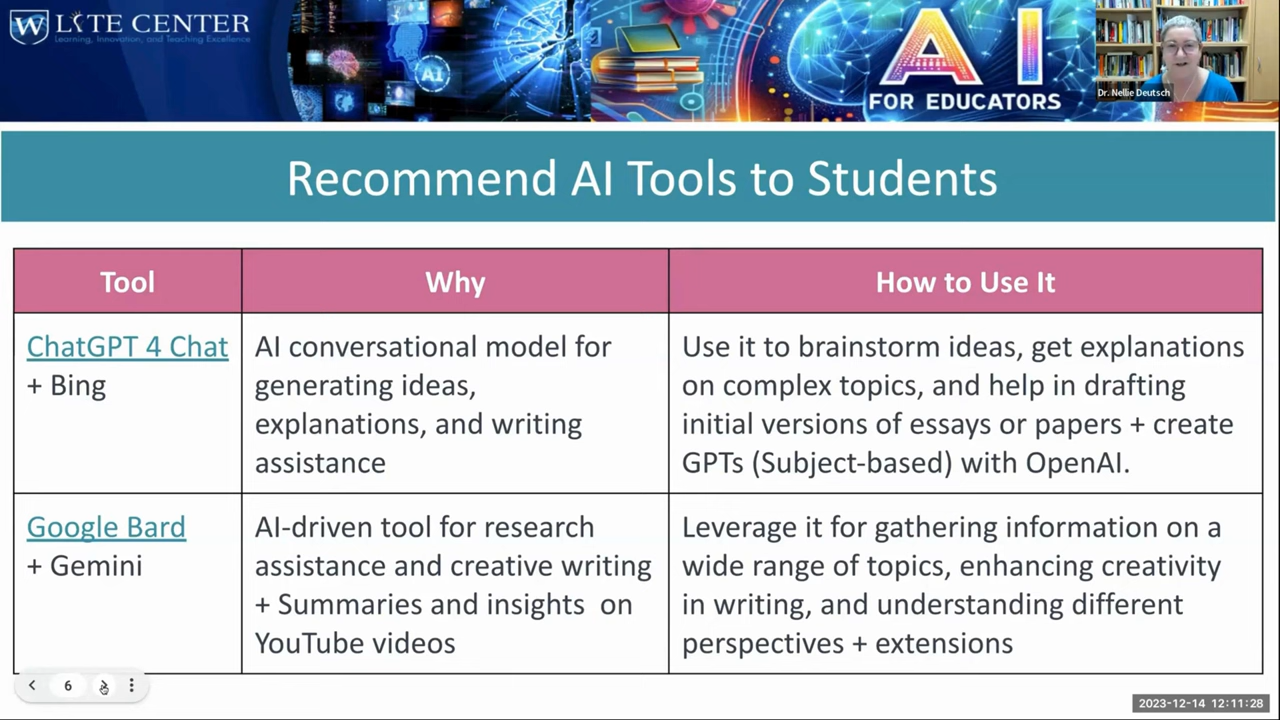 W LITE CENTER
Learning, Innovation, and Teaching Excellence
AI
AI
FOR EDUCATORS
Dr. Nellie Deutsch
Recommend AI Tools to Students
Tool
Why
How to Use It
ChatGPT 4 Chat
+ Bing
AI conversational model for
generating ideas,
explanations, and writing
assistance
Use it to brainstorm ideas, get explanations
on complex topics, and help in drafting
initial versions of essays or papers + create
GPTs (Subject-based) with OpenAI.
Google Bard
+ Gemini
AI-driven tool for research
assistance and creative writing
+ Summaries and insights on
YouTube videos
Leverage it for gathering information on a
wide range of topics, enhancing creativity
in writing, and understanding different
perspectives + extensions
6
2023-12-14 12:11:28